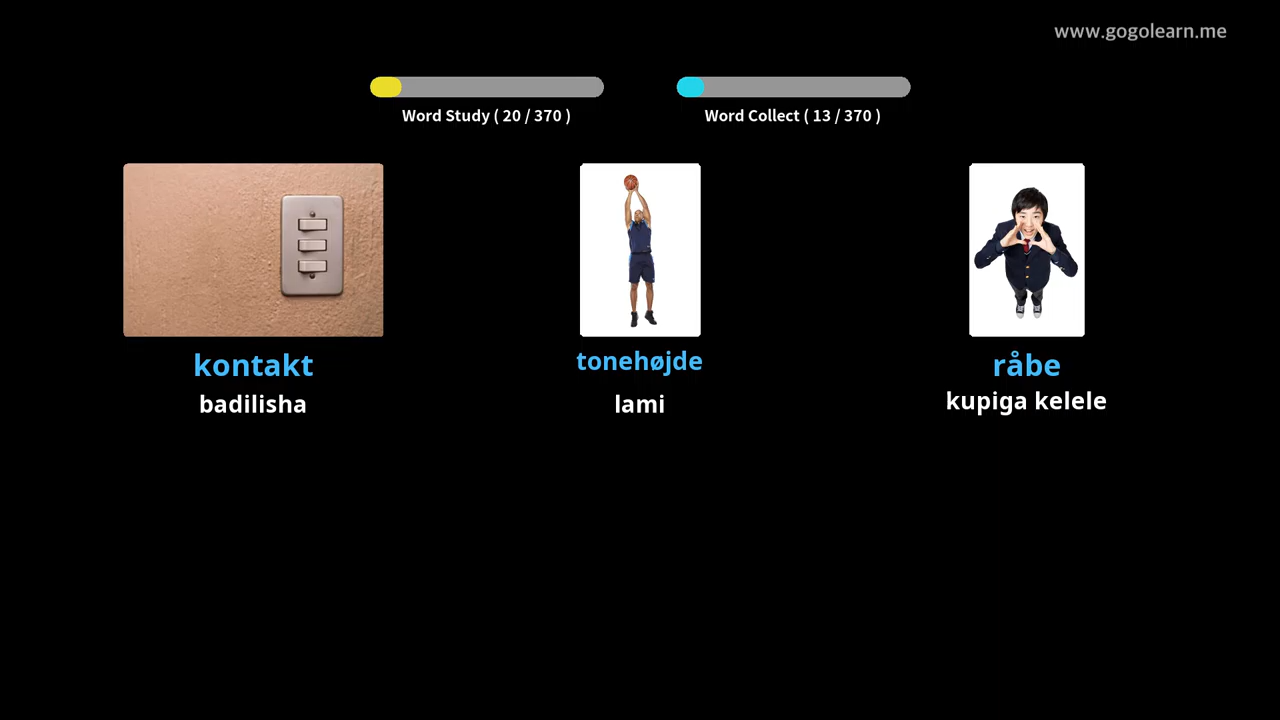 www.gogolearn.me
Word Study ( 20 / 370 )
Word Collect ( 13 / 370 )
kontakt
badilisha
tonehøjde
lami
råbe
kupiga kelele